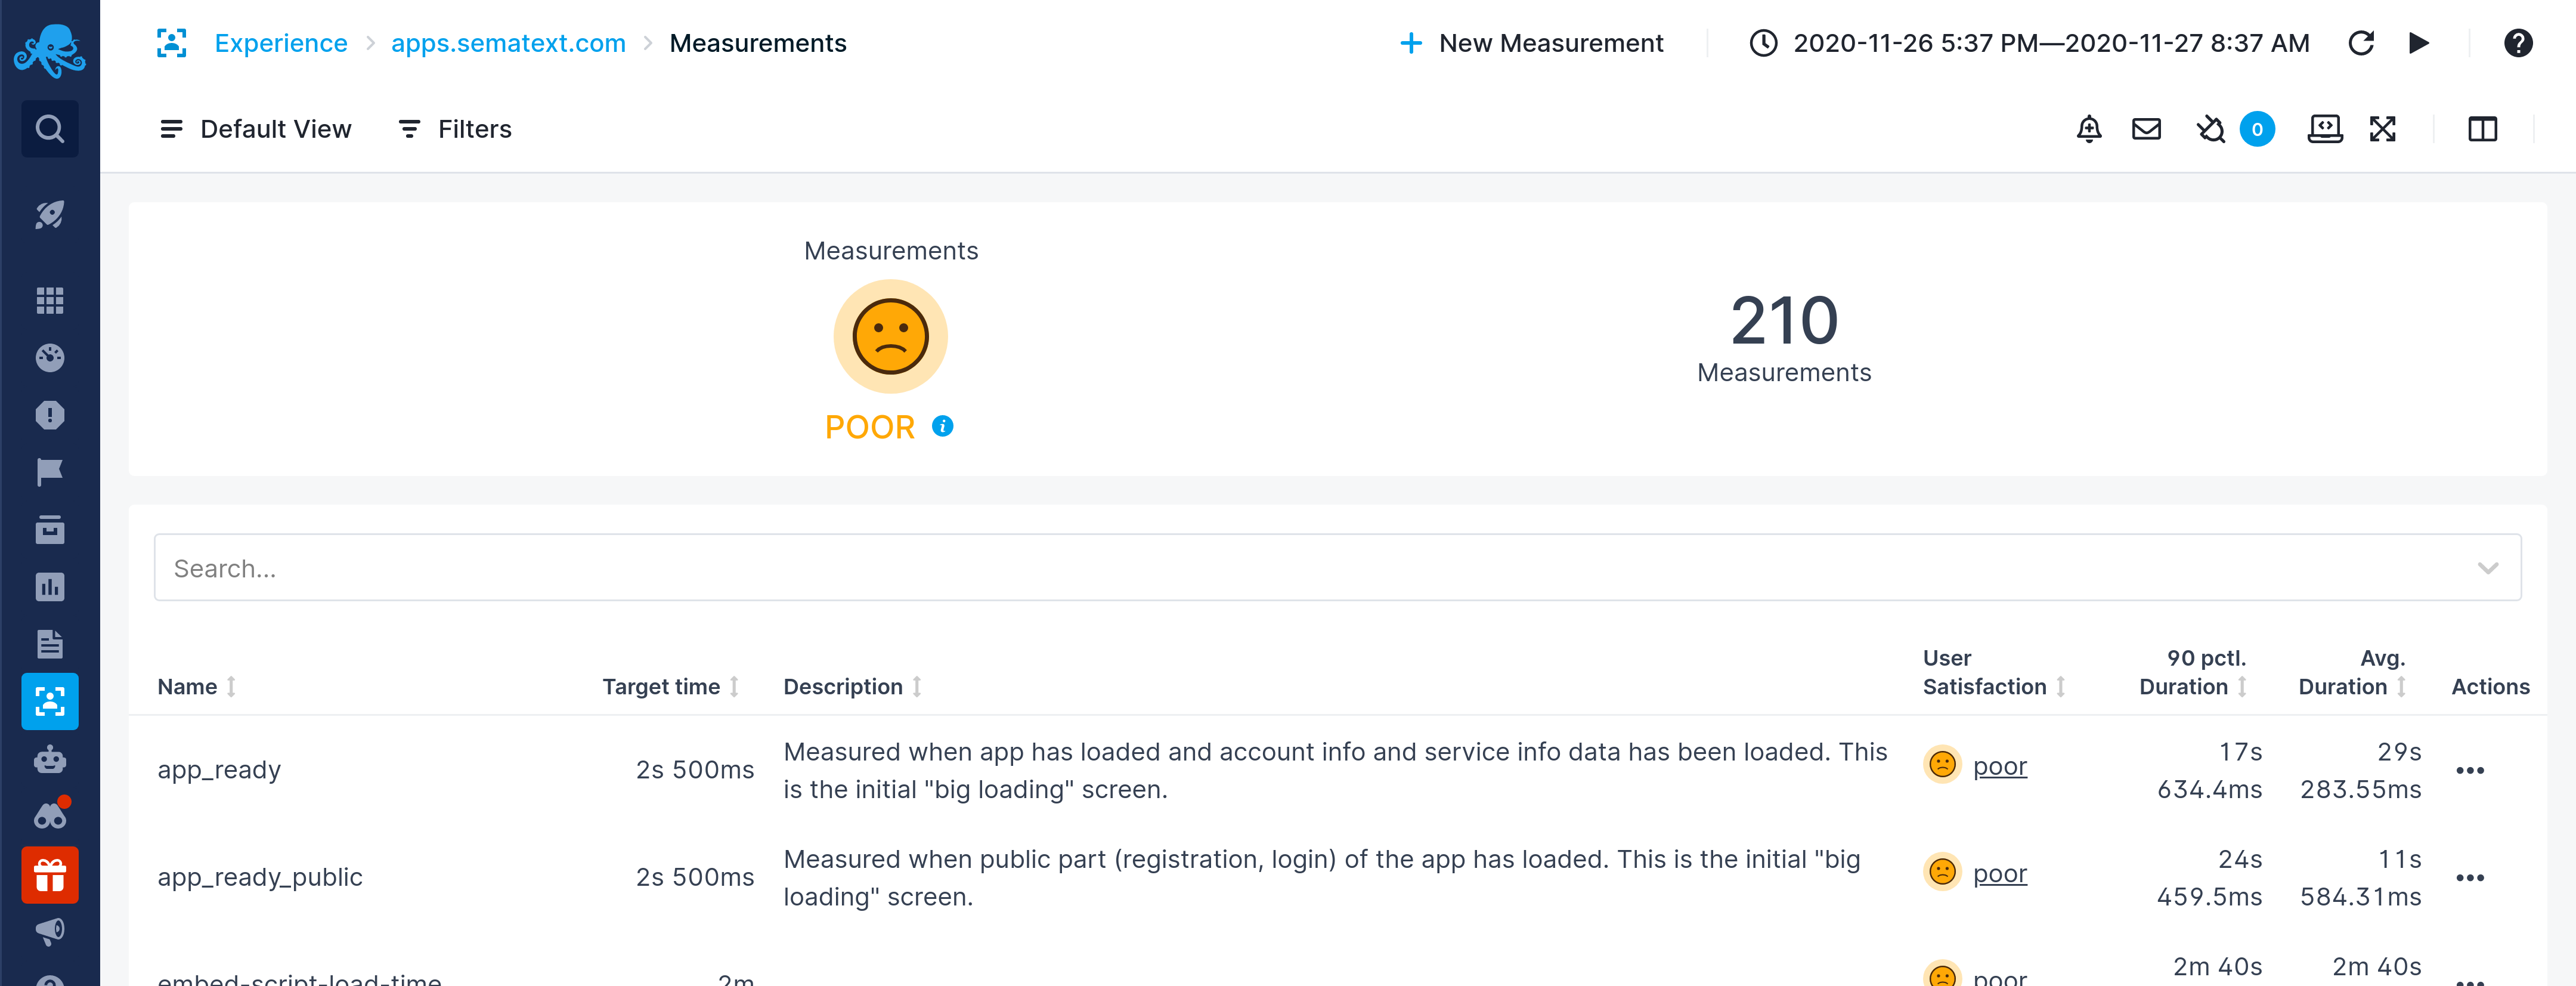 Experience > apps.sematext.com > Measurements
New Measurement
2020-11-26 5:37 PM—2020-11-27 8:37 AM
Default View
Filters
0
Measurements
POOR
210
Measurements
Search...
Name
Target time
Description
User Satisfaction
90 pctl. Duration
Avg. Duration
Actions
app_ready
2s 500ms
Measured when app has loaded and account info and service info data has been loaded. This
is the initial "big loading" screen.
poor
17s
634.4ms
29s
283.55ms
app_ready_public
2s 500ms
Measured when public part (registration, login) of the app has loaded. This is the initial "big
loading" screen.
poor
24s
459.5ms
11s
584.31ms
embed-script-load-time
2m
poor
2m 40s
2m 40s